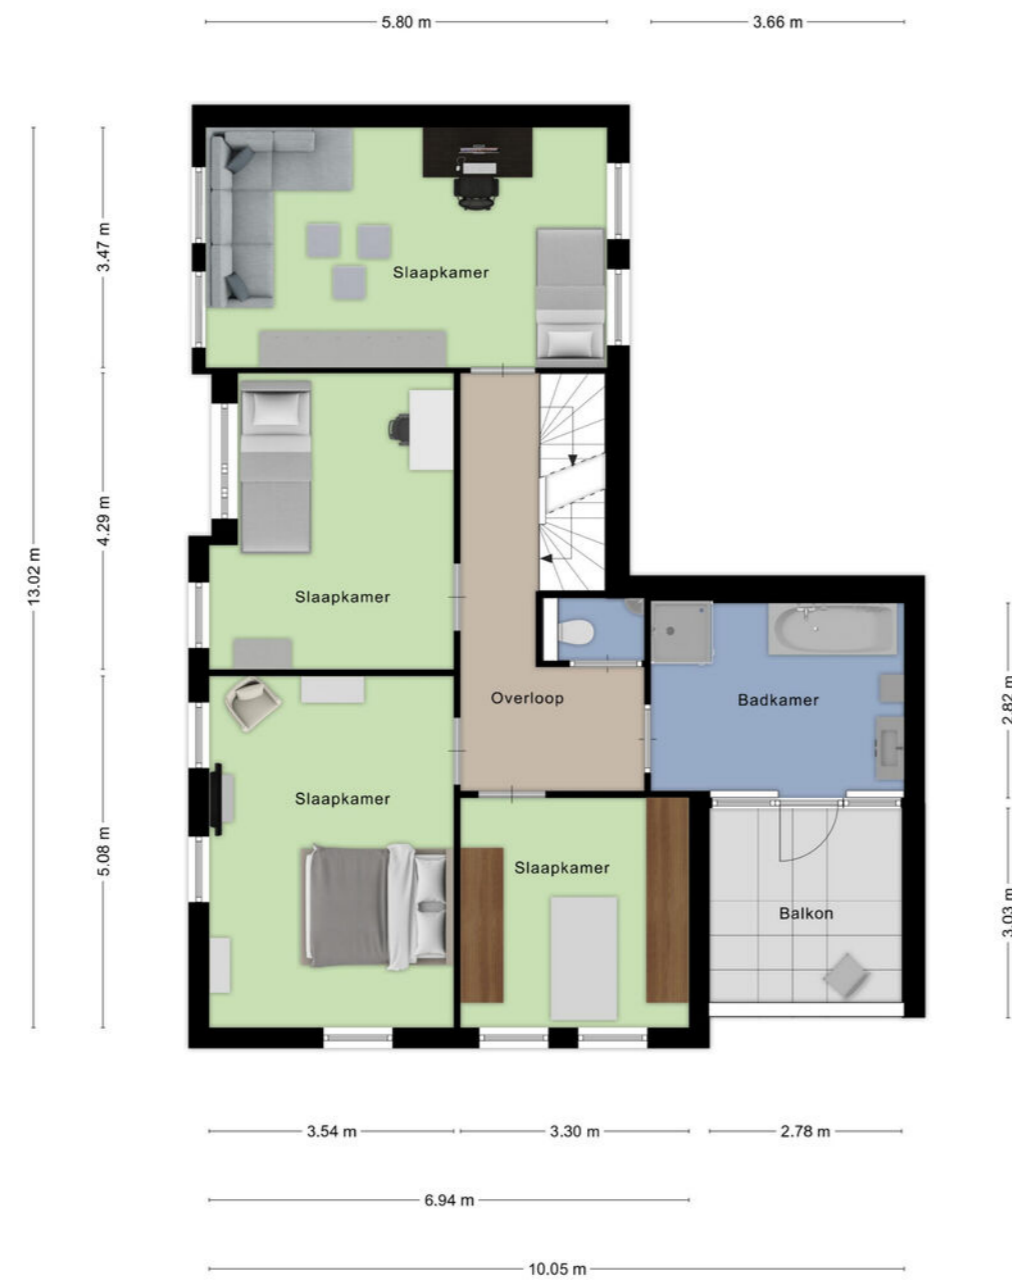 5.80 m
3.66 m
3.47 m
Slaapkamer
4.29 m
13.02 m
Slaapkamer
Overloop
Badkamer
2.82 m
Slaapkamer
5.08 m
Slaapkamer
Balkon
3.03 m
3.54 m
3.30 m
2.78 m
6.94 m
10.05 m